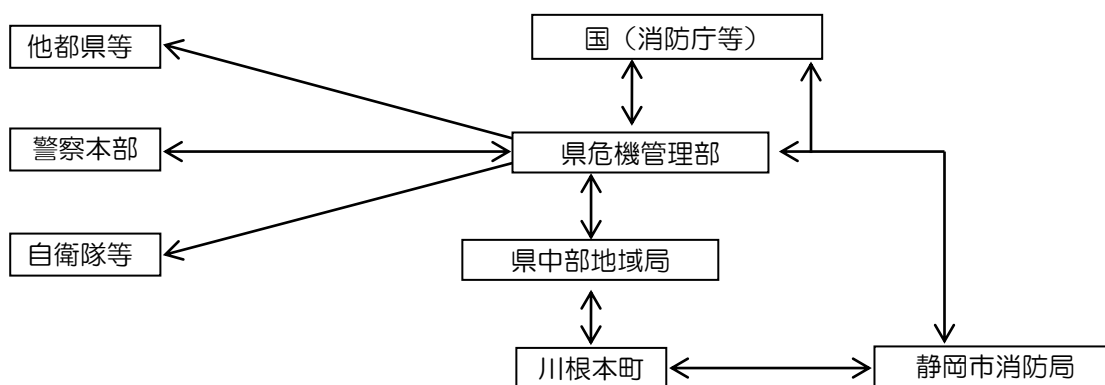 他都県等
国（消防庁等）
警察本部
県危機管理部
自衛隊等
県中部地域局
川根本町
静岡市消防局